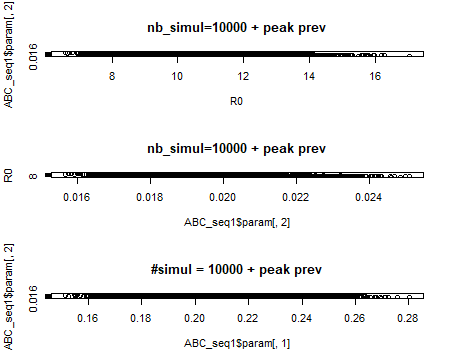 nb_simul=10000 + peak prev
ABC_seq1$param[, 2]
0.016
8 10 12 14 16
R0
nb_simul=10000 + peak prev
R0
8
0.016 0.018 0.020 0.022 0.024
ABC_seq1$param[, 2]
#simul = 10000 + peak prev
ABC_seq1$param[, 2]
0.016
0.16 0.18 0.20 0.22 0.24 0.26 0.28
ABC_seq1$param[, 1]